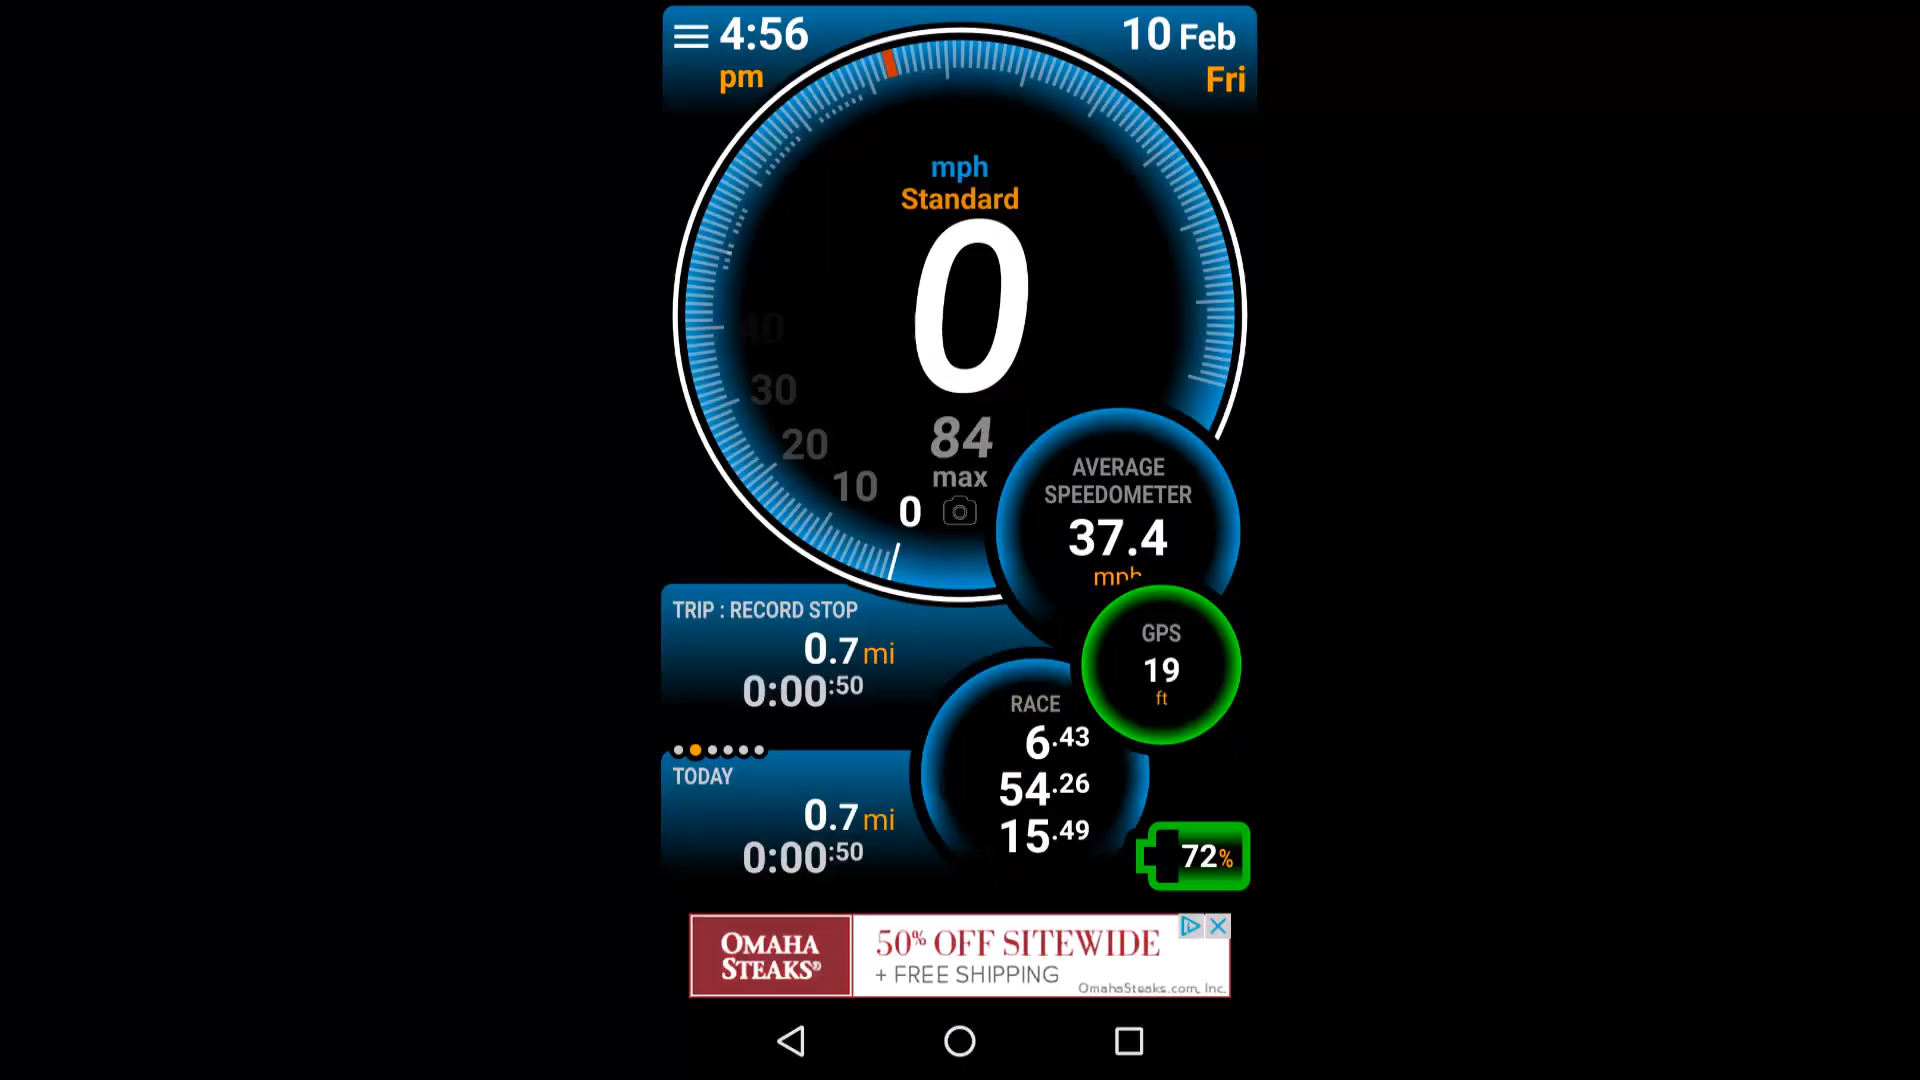 4:56
pm
10 Feb
Fri
mph
Standard
0
40
30
20
10
0
84
max
AVERAGE
SPEEDOMETER
37.4
mph
TRIP : RECORD STOP
0.7 mi
0:00:50
GPS
19
ft
RACE
6.43
54.26
15.49
TODAY
0.7 mi
0:00:50
72%
OMAHA
STEAKS®
50% OFF SITEWIDE
+ FREE SHIPPING
OmahaSteaks.com, Inc.